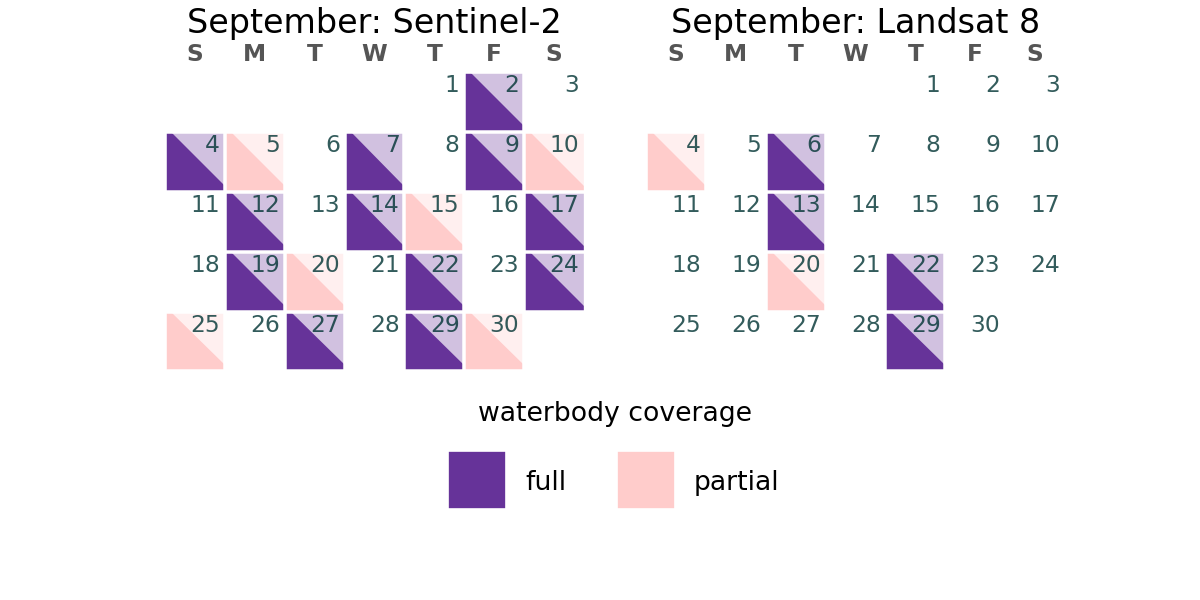 September: Sentinel-2
S M T W T F S
1 2 3
4 5 6 7 8 9 10
11 12 13 14 15 16 17
18 19 20 21 22 23 24
25 26 27 28 29 30
September: Landsat 8
S M T W T F S
1 2 3
4 5 6 7 8 9 10
11 12 13 14 15 16 17
18 19 20 21 22 23 24
25 26 27 28 29 30
waterbody coverage
full partial